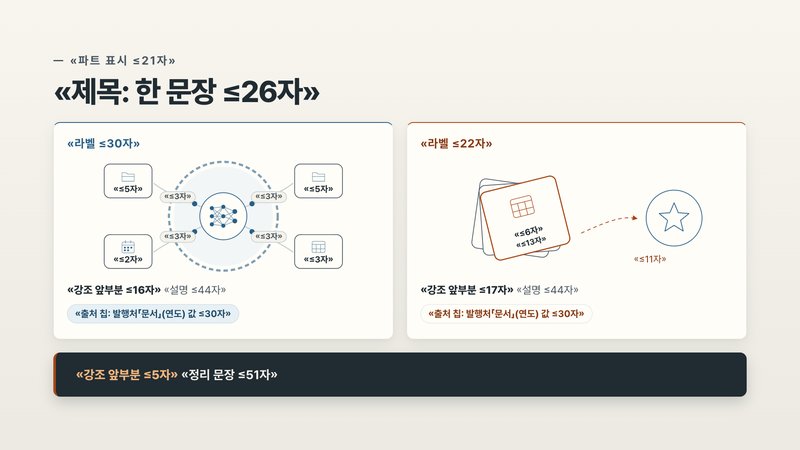 — «파트 표시 ≤21자»
«제목: 한 문장 ≤26자»
«라벨 ≤30자»
«≤5자»
«≤5자»
«≤3자»
«≤3자»
«≤3자»
«≤3자»
«≤2자»
«≤3자»
«강조 앞부분 ≤16자» «설명 ≤44자»
«출처 칩: 발행처「문서」(연도) 값 ≤30자»
«라벨 ≤22자»
«≤6자»
«≤13자»
«≤11자»
«강조 앞부분 ≤17자» «설명 ≤44자»
«출처 칩: 발행처「문서」(연도) 값 ≤30자»
«강조 앞부분 ≤5자» «정리 문장 ≤51자»